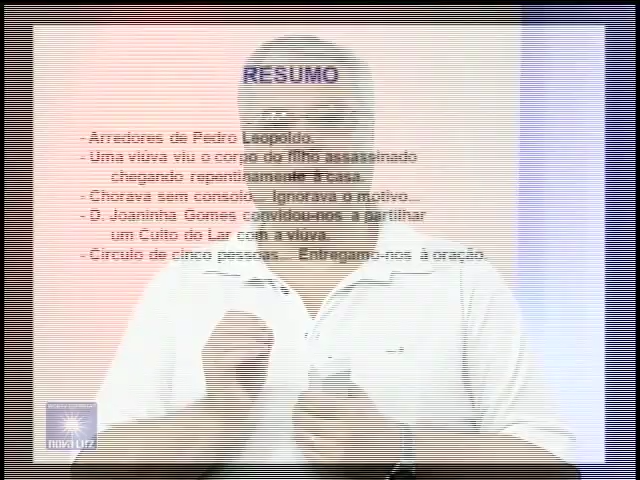 RESUMO
- Arredores de Pedro Leopoldo.
- Uma viúva viu o corpo do filho assassinado
chegando repentinamente à casa.
- Chorava sem consolo... Ignorava o motivo...
- D. Joaninha Gomes convidou-nos a partilhar
um Culto do Lar com a viúva.
- Círculo de cinco pessoas... Entregamo-nos à oração.
NOVA LUZ